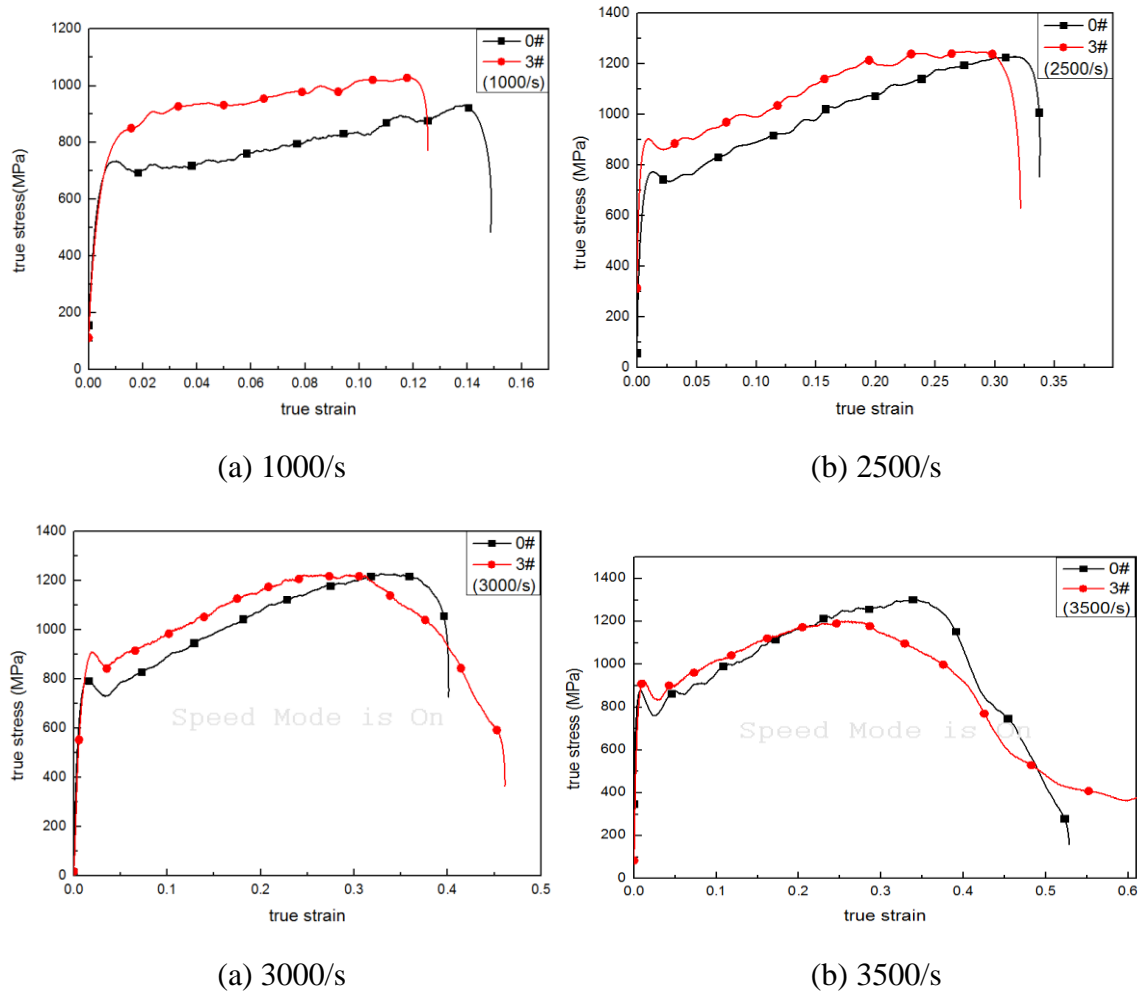 1200
1000
800
600
400
200
0
true stress(MPa)
0.00 0.02 0.04 0.06 0.08 0.10 0.12 0.14 0.16
true strain
0#
3#
(1000/s)
(a) 1000/s
1400
1200
1000
800
600
400
200
0
true stress (MPa)
0.00 0.05 0.10 0.15 0.20 0.25 0.30 0.35
true strain
0#
3#
(2500/s)
(b) 2500/s
1400
1200
1000
800
600
400
200
0
true stress (MPa)
0.0 0.1 0.2 0.3 0.4 0.5
true strain
0#
3#
(3000/s)
Speed Mode is On
(a) 3000/s
1400
1200
1000
800
600
400
200
0
true stress (MPa)
0.0 0.1 0.2 0.3 0.4 0.5 0.6
true strain
0#
3#
(3500/s)
Speed Mode is On
(b) 3500/s